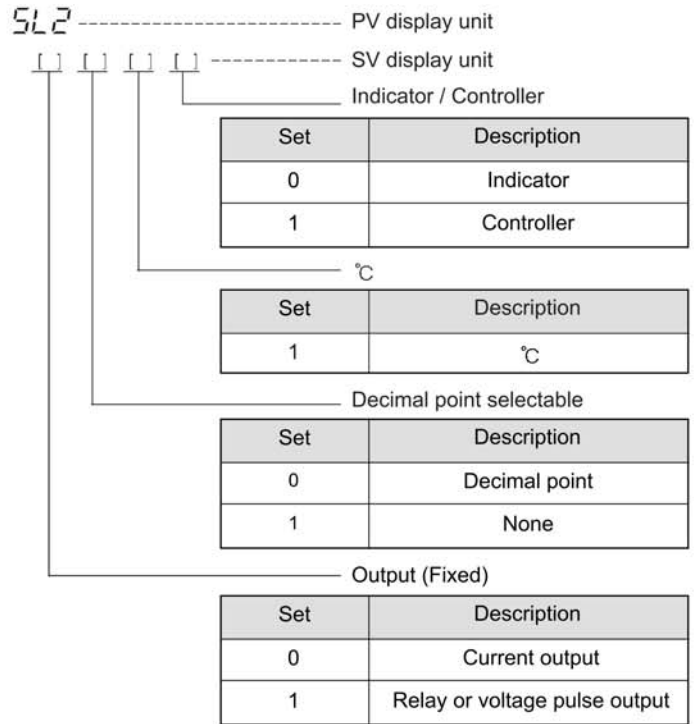 SL2 PV display unit
[ ] [ ] [ ] [ ] SV display unit
Indicator / Controller
Set Description
0 Indicator
1 Controller
℃
Set Description
1 ℃
Decimal point selectable
Set Description
0 Decimal point
1 None
Output (Fixed)
Set Description
0 Current output
1 Relay or voltage pulse output